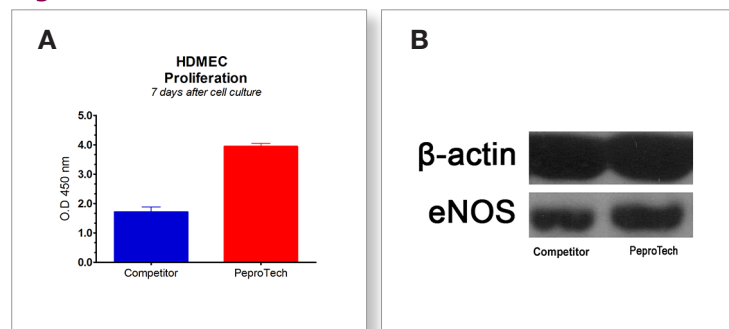 A
HDMEC
Proliferation
7 days after cell culture
5.0
4.0
3.0
2.0
1.0
0.0
O.D 450 nm
Competitor PeproTech
B
β-actin
eNOS
Competitor PeproTech